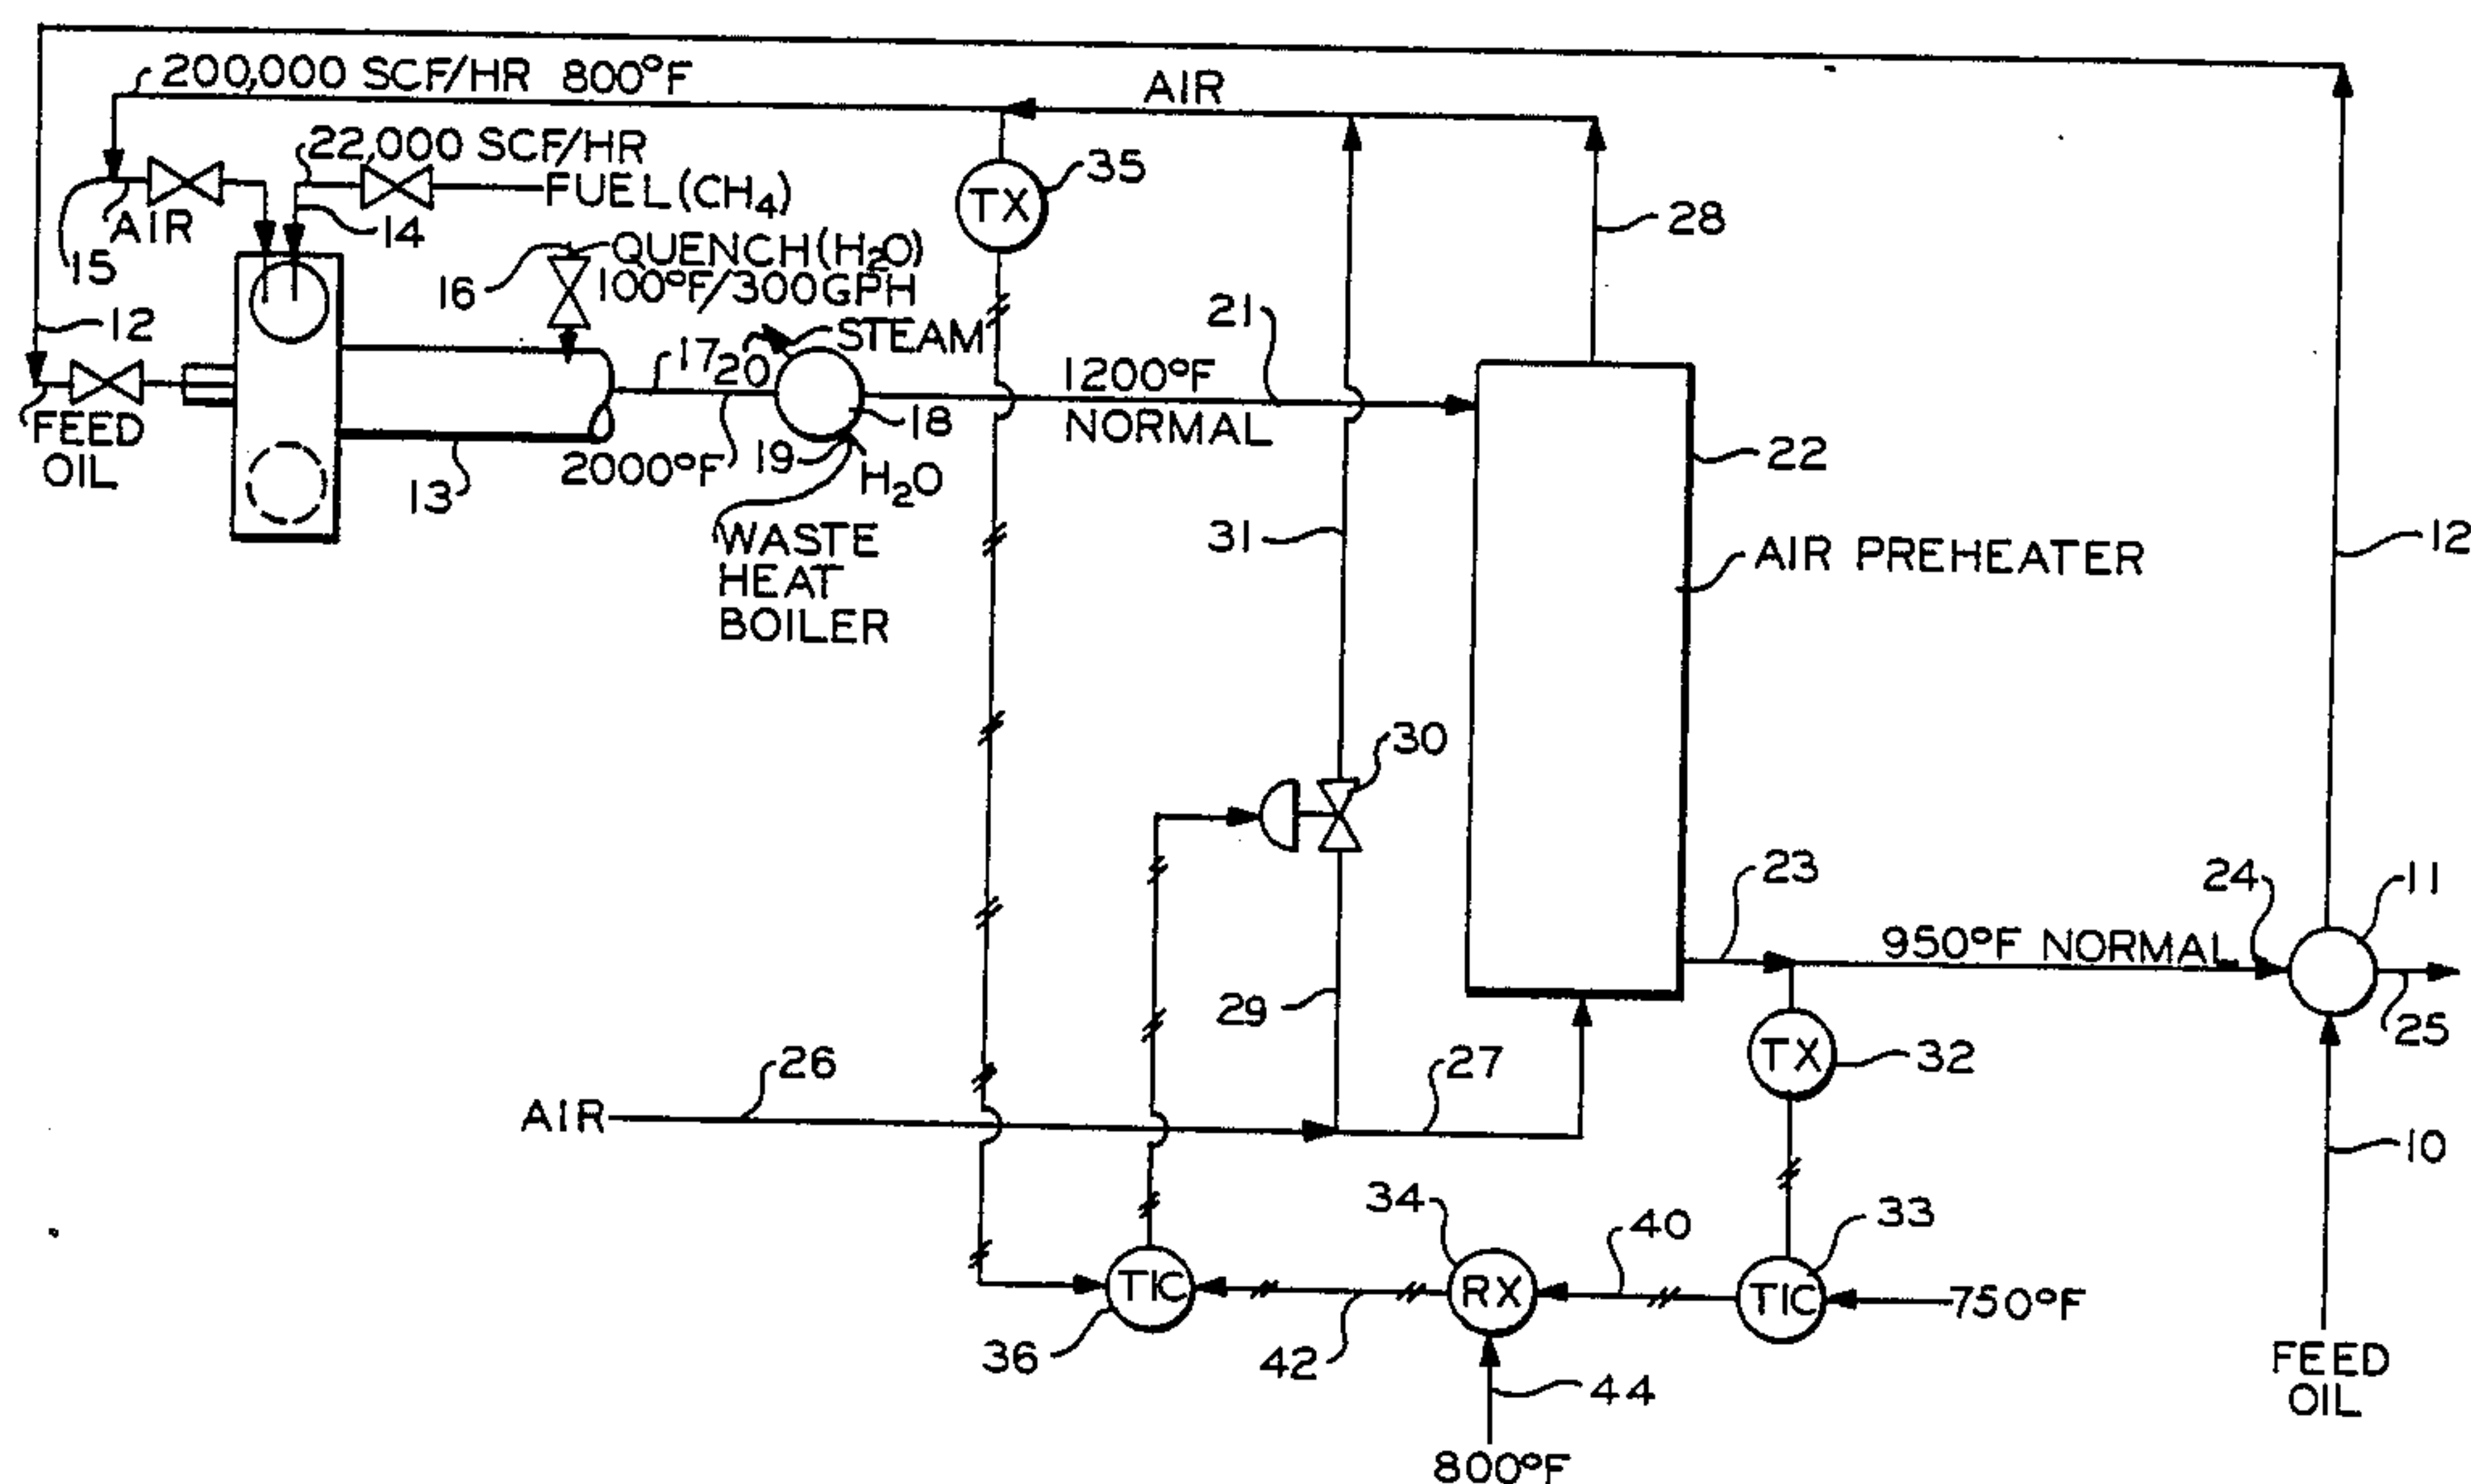 200,000 SCF/HR 800°F
AIR
22,000 SCF/HR
FUEL(CH4)
35
AIR
14
15
28
QUENCH(H2O)
100°F/300GPH
16
12
STEAM
21
17
20
1200°F
NORMAL
18
FEED
OIL
22
2000°F
19
H2O
13
WASTE
HEAT
BOILER
31
12
AIR PREHEATER
TX
30
23
24
11
950°F NORMAL
29
25
26
27
TX
32
AIR
10
34
40
33
TIC
RX
TIC
750°F
36
42
44
FEED
OIL
800°F